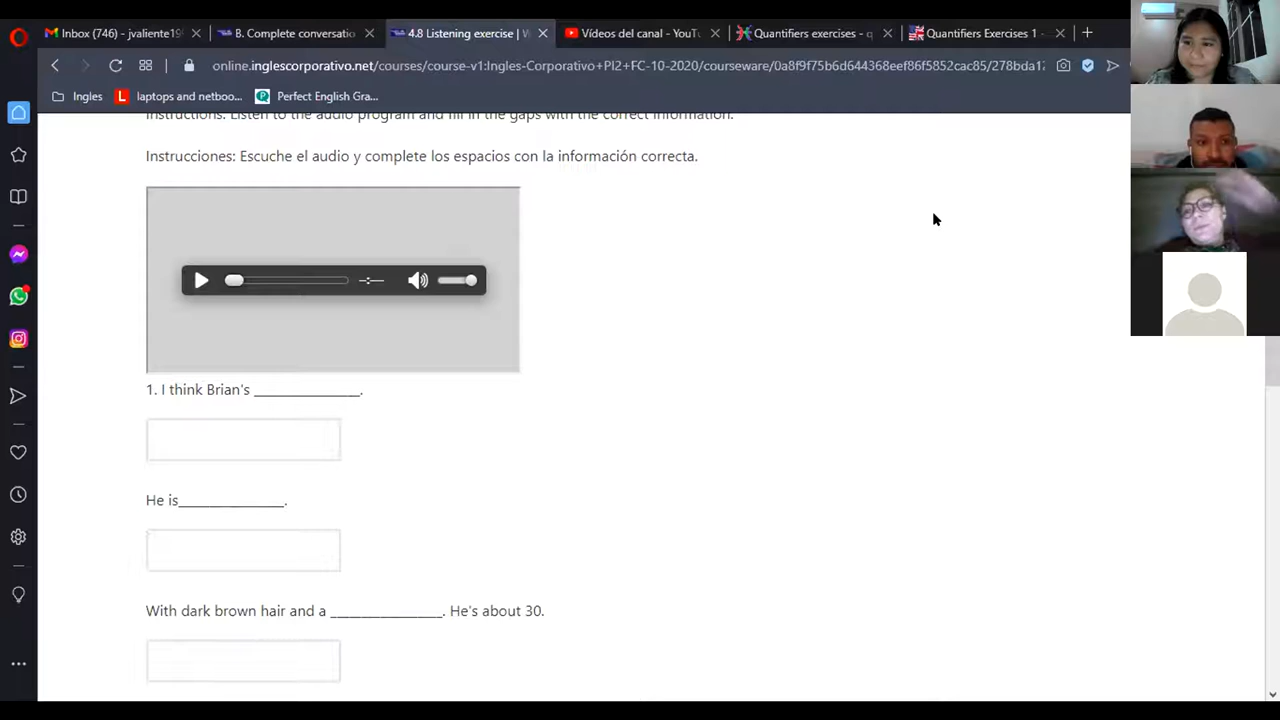 Inbox (746) - jvaliente19
B. Complete conversatio
4.8 Listening exercise | W
Vídeos del canal - YouTu
Quantifiers exercises - q
Quantifiers Exercises 1 -
online.inglescorporativo.net/courses/course-v1:Ingles-Corporativo+PI2+FC-10-2020/courseware/0a8f9f75b6d644368eef86f5852cac85/278bda12
Ingles
laptops and netboo...
Perfect English Gra...
Instructions: Listen to the audio program and fill in the gaps with the correct information.
Instrucciones: Escuche el audio y complete los espacios con la información correcta.
1. I think Brian's _______________.
He is_______________.
With dark brown hair and a ________________. He's about 30.